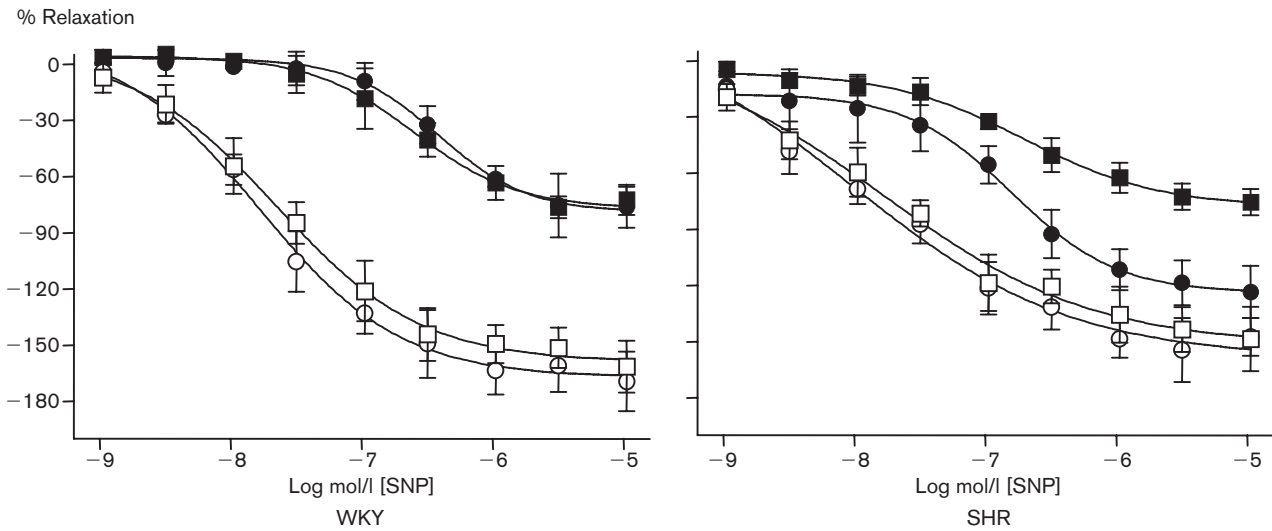 % Relaxation
0
−30
−60
−90
−120
−150
−180
−9 −8 −7 −6 −5
Log mol/l [SNP]
WKY
−9 −8 −7 −6 −5
Log mol/l [SNP]
SHR